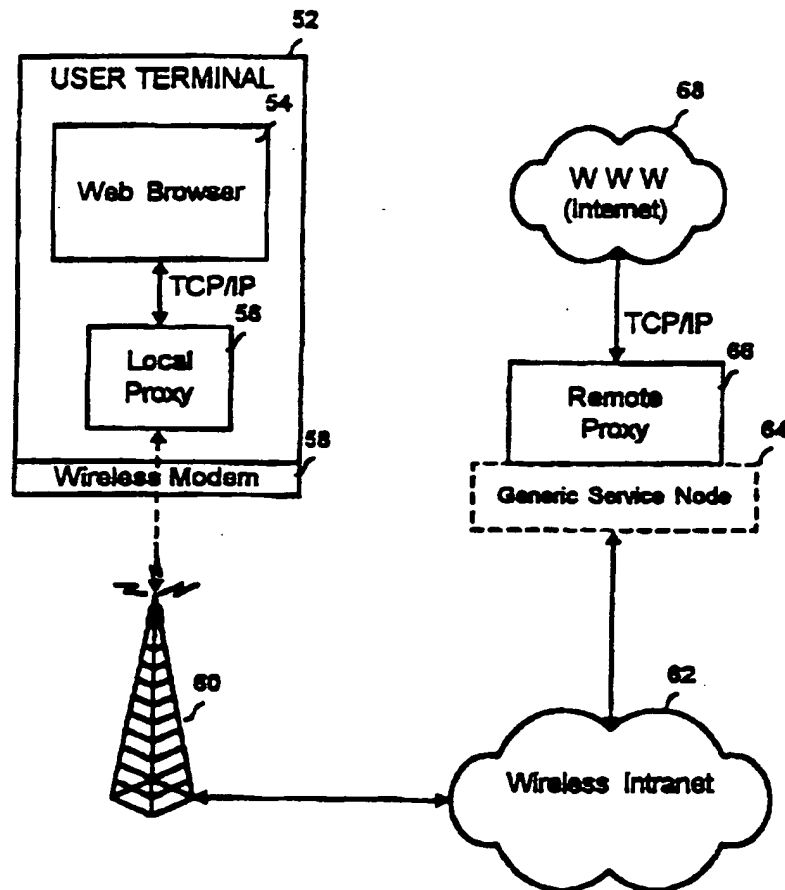 52
USER TERMINAL
54
Web Browser
TCP/IP
56
Local
Proxy
58
Wireless Modem
60
62
Wireless Intranet
64
Generic Service Node
66
Remote
Proxy
TCP/IP
68
W W W
(Internet)